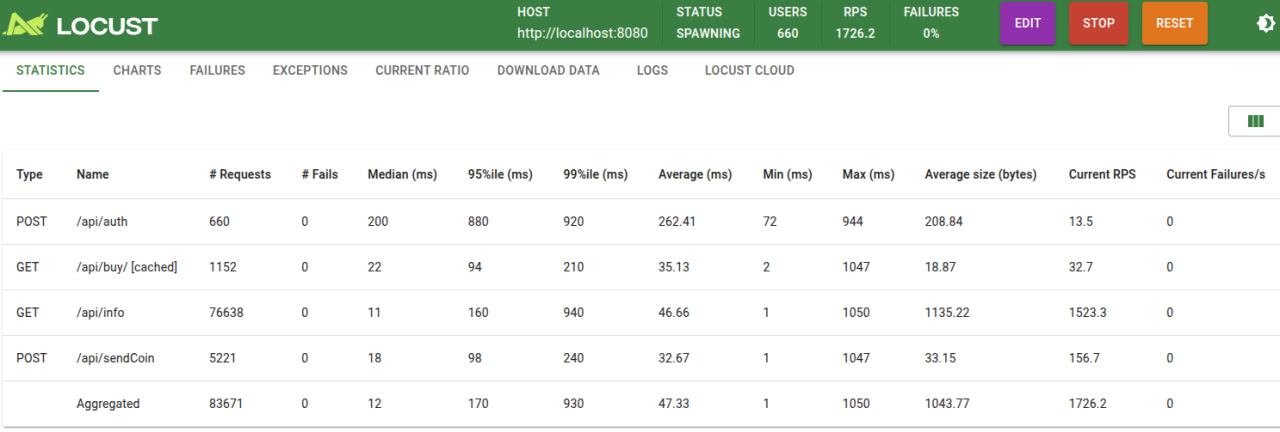 LOCUST
HOST STATUS USERS RPS FAILURES
http://localhost:8080 SPAWNING 660 1726.2 0%
EDIT STOP RESET
STATISTICS CHARTS FAILURES EXCEPTIONS CURRENT RATIO DOWNLOAD DATA LOGS LOCUST CLOUD
Type Name # Requests # Fails Median (ms) 95%ile (ms) 99%ile (ms) Average (ms) Min (ms) Max (ms) Average size (bytes) Current RPS Current Failures/s
POST /api/auth 660 0 200 880 920 262.41 72 944 208.84 13.5 0
GET /api/buy/ [cached] 1152 0 22 94 210 35.13 2 1047 18.87 32.7 0
GET /api/info 76638 0 11 160 940 46.66 1 1050 1135.22 1523.3 0
POST /api/sendCoin 5221 0 18 98 240 32.67 1 1047 33.15 156.7 0
Aggregated 83671 0 12 170 930 47.33 1 1050 1043.77 1726.2 0